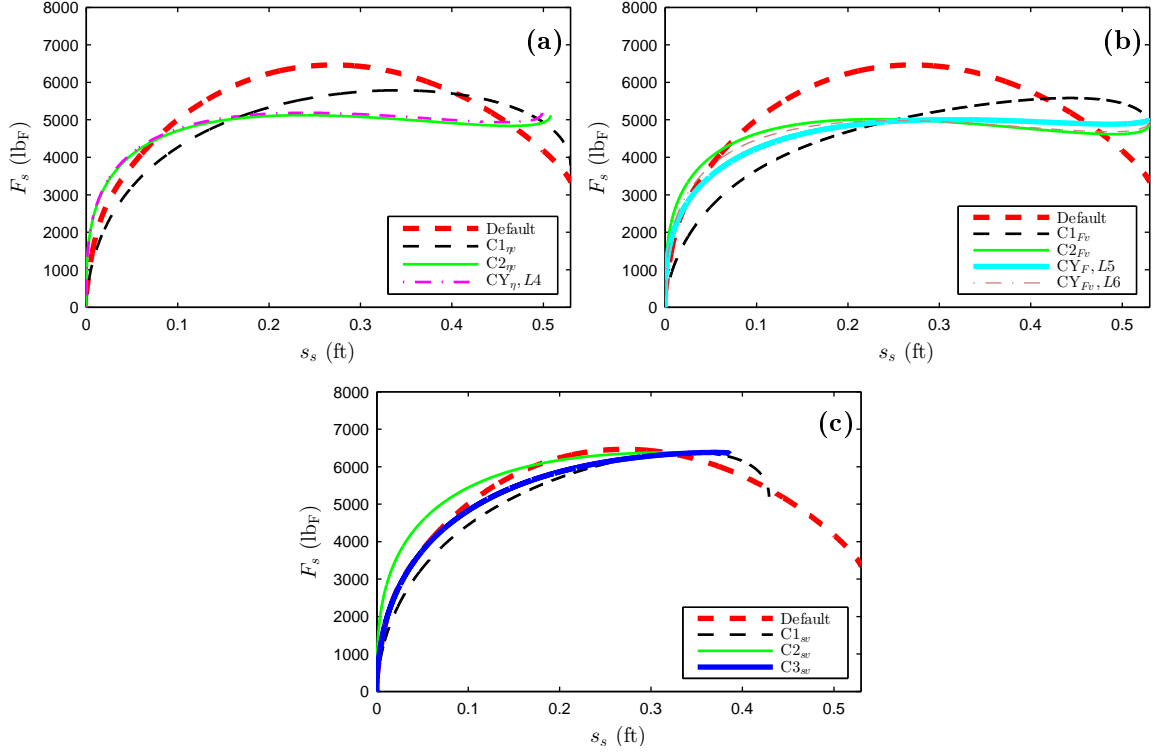 8000
7000
6000
5000
4000
3000
2000
1000
0
F_s (lb_F)
(a)
Default
C1_ηv
C2_ηv
CY_η, L4
0 0.1 0.2 0.3 0.4 0.5
s_s (ft)
8000
7000
6000
5000
4000
3000
2000
1000
0
F_s (lb_F)
(b)
Default
C1_Fv
C2_Fv
CY_F, L5
CY_Fv, L6
0 0.1 0.2 0.3 0.4 0.5
s_s (ft)
8000
7000
6000
5000
4000
3000
2000
1000
0
F_s (lb_F)
(c)
Default
C1_sv
C2_sv
C3_sv
0 0.1 0.2 0.3 0.4 0.5
s_s (ft)